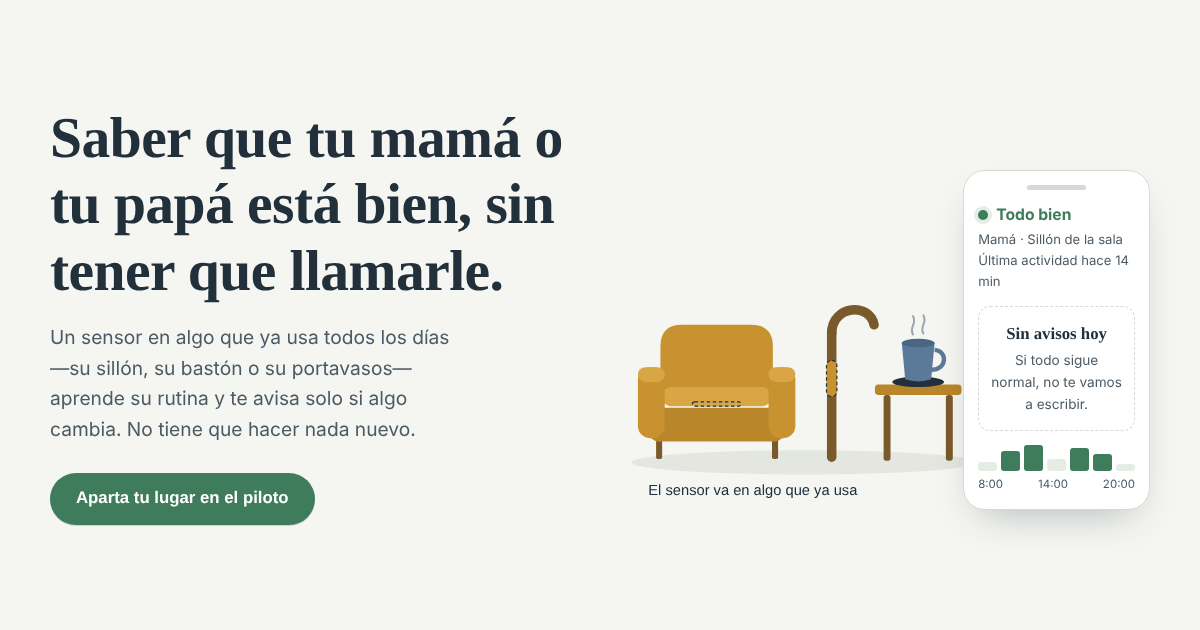 Saber que tu mamá o
tu papá está bien, sin
tener que llamarle.
Un sensor en algo que ya usa todos los días
—su sillón, su bastón o su portavasos—
aprende su rutina y te avisa solo si algo
cambia. No tiene que hacer nada nuevo.
Aparta tu lugar en el piloto
El sensor va en algo que ya usa
Todo bien
Mamá · Sillón de la sala
Última actividad hace 14
min
Sin avisos hoy
Si todo sigue
normal, no te vamos
a escribir.
8:00 14:00 20:00